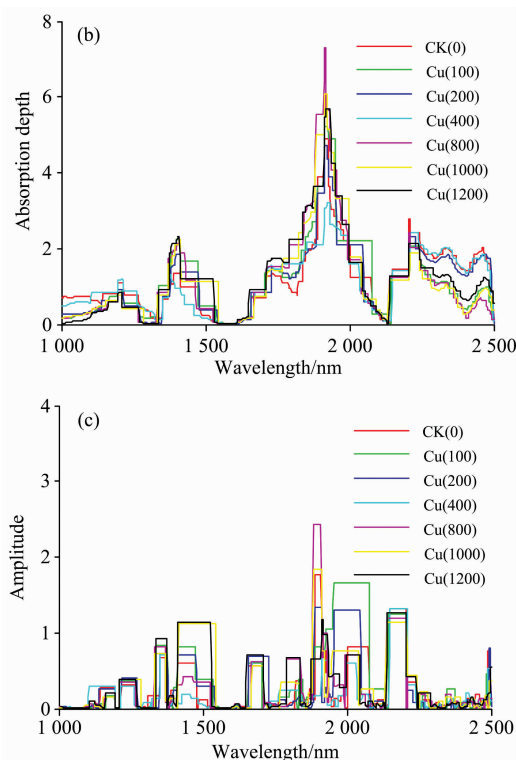 (b)
CK(0)
Cu(100)
Cu(200)
Cu(400)
Cu(800)
Cu(1000)
Cu(1200)
Absorption depth
8
6
4
2
0
1 000 1 500 2 000 2 500
Wavelength/nm
(c)
CK(0)
Cu(100)
Cu(200)
Cu(400)
Cu(800)
Cu(1000)
Cu(1200)
Amplitude
4
3
2
1
0
1 000 1 500 2 000 2 500
Wavelength/nm